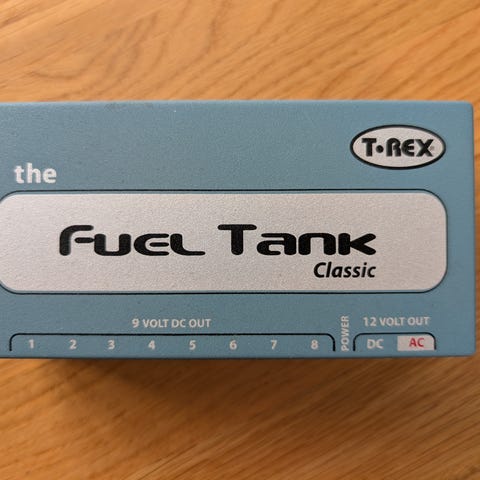 T·REX
the
Fuel Tank
Classic
9 VOLT DC OUT
1 2 3 4 5 6 7 8
POWER
12 VOLT OUT
DC AC